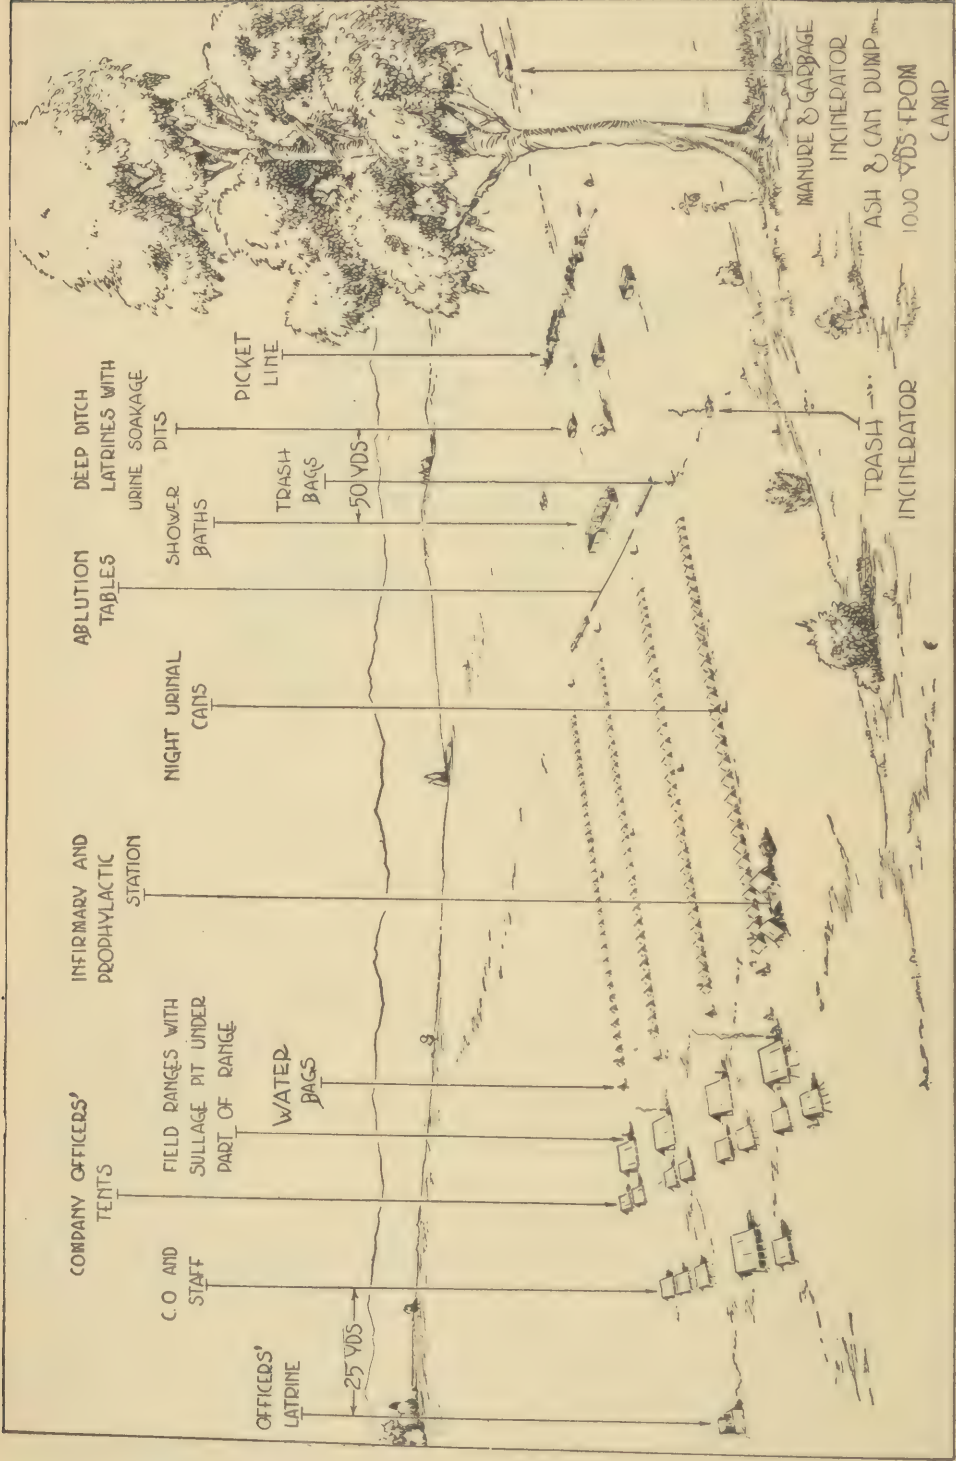 OFFICERS'
LATRINE
25 YDS
C.O AND
STAFF
COMPANY OFFICERS'
TENTS
FIELD RANGES WITH
SULLAGE PIT UNDER
PART OF RANGE
WATER
BAGS
INFIRMARY AND
PROPHYLACTIC
STATION
NIGHT URINAL
CANS
ABLUTION
TABLES
SHOWER
BATHS
DEEP DITCH
LATRINES WITH
URINE SOAKAGE
PITS
TRASH
BAGS
50 YDS
PICKET
LINE
TRASH
INCINERATOR
MANURE & GARBAGE
INCINERATOR
ASH & CAN DUMP
1000 YDS FROM
CAMP